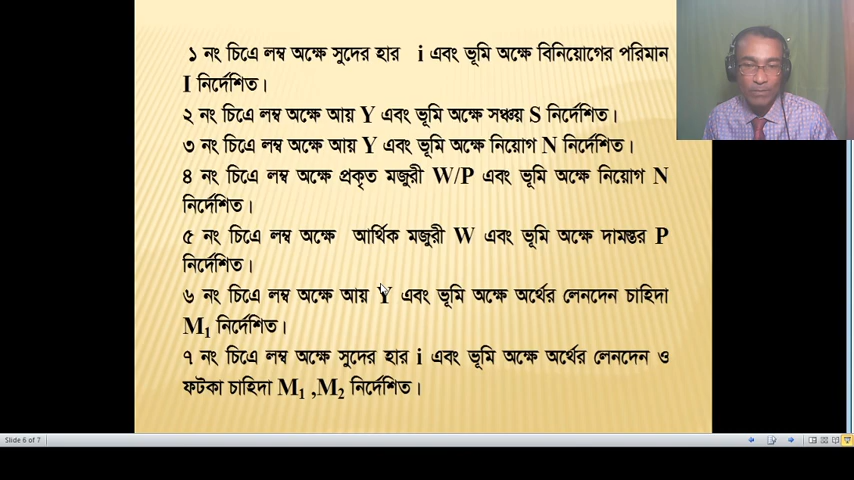 ১ নং চিত্রে লম্ব অক্ষে সুদের হার i এবং ভূমি অক্ষে বিনিয়োগের পরিমান
I নির্দেশিত।
২ নং চিত্রে লম্ব অক্ষে আয় Y এবং ভূমি অক্ষে সঞ্চয় S নির্দেশিত।
৩ নং চিত্রে লম্ব অক্ষে আয় Y এবং ভূমি অক্ষে নিয়োগ N নির্দেশিত।
৪ নং চিত্রে লম্ব অক্ষে প্রকৃত মজুরী W/P এবং ভূমি অক্ষে নিয়োগ N
নির্দেশিত।
৫ নং চিত্রে লম্ব অক্ষে আর্থিক মজুরী W এবং ভূমি অক্ষে দামস্তর P
নির্দেশিত।
৬ নং চিত্রে লম্ব অক্ষে আয় Y এবং ভূমি অক্ষে অর্থের লেনদেন চাহিদা
M₁ নির্দেশিত।
৭ নং চিত্রে লম্ব অক্ষে সুদের হার i এবং ভূমি অক্ষে অর্থের লেনদেন ও
ফটকা চাহিদা M₁ ,M₂ নির্দেশিত।
Slide 6 of 7